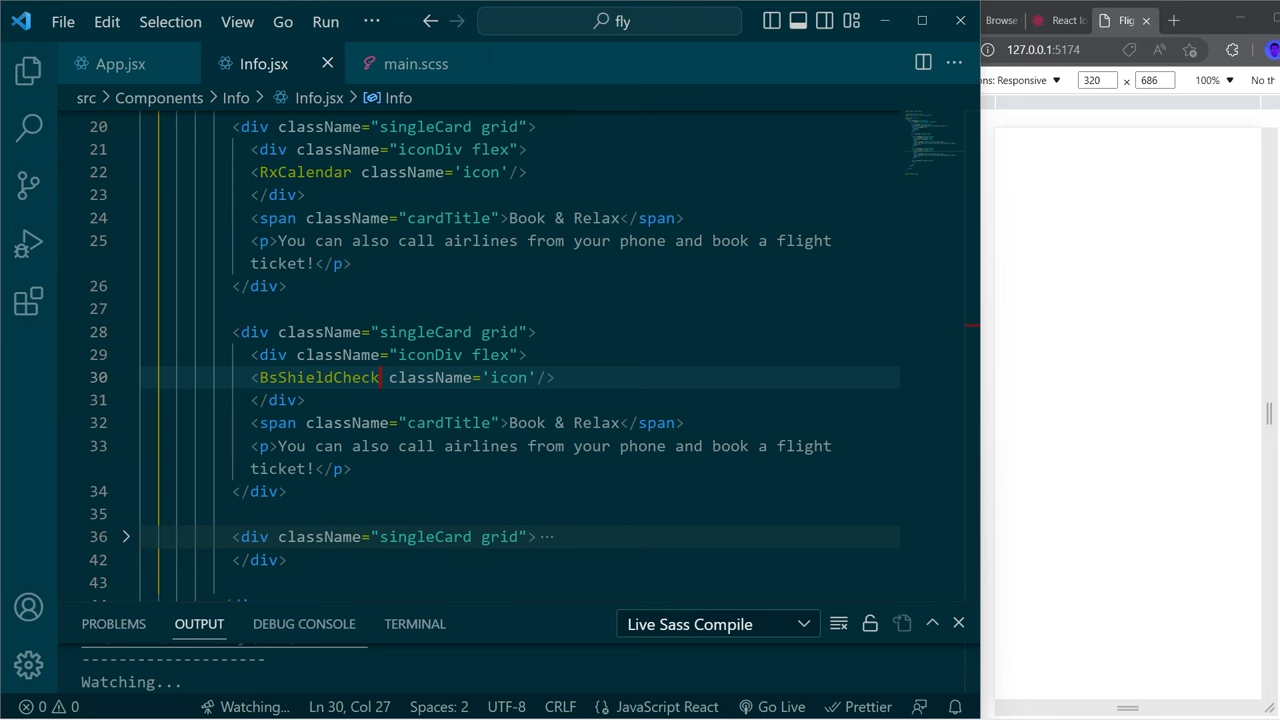 File Edit Selection View Go Run ··· fly
Browse React Ic Flig
App.jsx Info.jsx main.scss
127.0.0.1:5174
ns: Responsive 320 × 686 100% No th
src > Components > Info > Info.jsx > Info
20 <div className="singleCard grid">
21 <div className="iconDiv flex">
22 <RxCalendar className='icon'/>
23 </div>
24 <span className="cardTitle">Book & Relax</span>
25 <p>You can also call airlines from your phone and book a flight
ticket!</p>
26 </div>
27
28 <div className="singleCard grid">
29 <div className="iconDiv flex">
30 <BsShieldCheck className='icon'/>
31 </div>
32 <span className="cardTitle">Book & Relax</span>
33 <p>You can also call airlines from your phone and book a flight
ticket!</p>
34 </div>
35
36 <div className="singleCard grid">···
42 </div>
43
PROBLEMS OUTPUT DEBUG CONSOLE TERMINAL Live Sass Compile
--------------------
Watching...
0 0 Watching... Ln 30, Col 27 Spaces: 2 UTF-8 CRLF JavaScript React Go Live Prettier